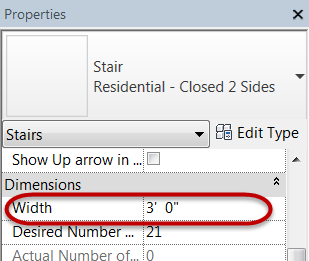 Properties
Stair
Residential - Closed 2 Sides
Stairs
Edit Type
Show Up arrow in ...
Dimensions
Width 3' 0"
Desired Number ... 21
Actual Number of... 0